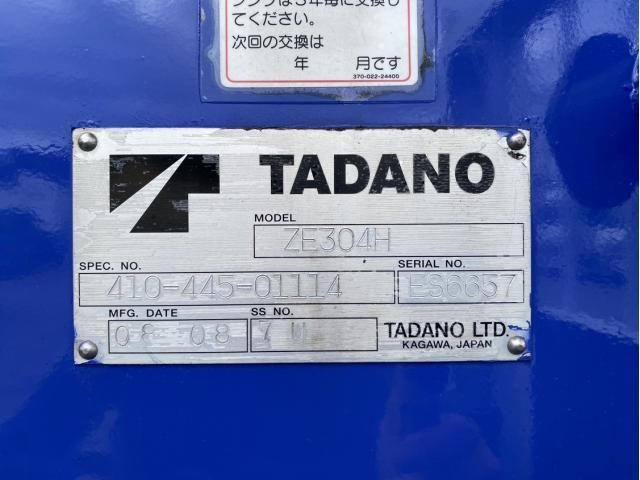 てください。
次回の交換は
年 月です
370-022-24400
TADANO
MODEL
ZE304H
SPEC. NO. SERIAL NO.
410-445-01114 ES6657
MFG. DATE SS NO.
08 08 7
TADANO LTD.
KAGAWA, JAPAN